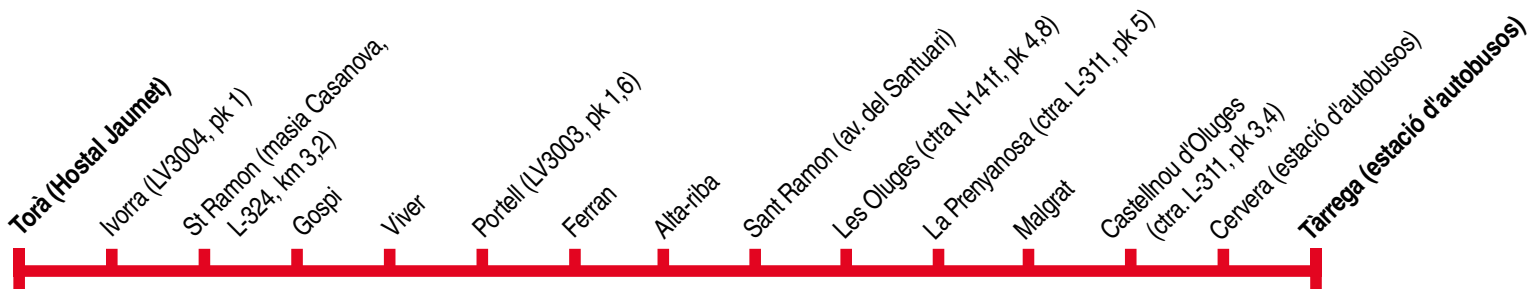 Torà (Hostal Jaumet)
Ivorra (LV3004, pk 1)
St Ramon (masia Casanova,
L-324, km 3,2)
Gospi
Viver
Portell (LV3003, pk 1,6)
Ferran
Alta-riba
Sant Ramon (av. del Santuari)
Les Oluges (ctra N-141f, pk 4,8)
La Prenyanosa (ctra. L-311, pk 5)
Malgrat
Castellnou d'Oluges
(ctra. L-311, pk 3,4)
Cervera (estació d'autobusos)
Tàrrega (estació d'autobusos)